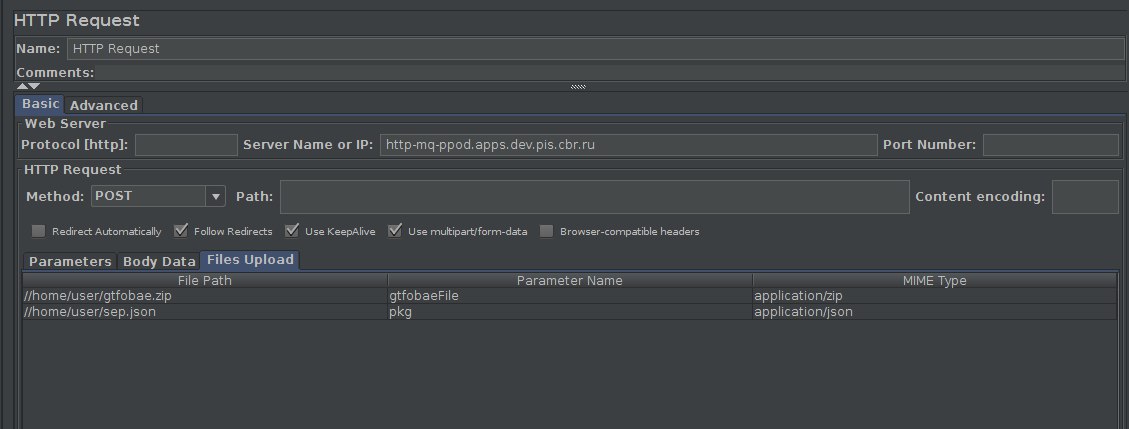 HTTP Request
Name: HTTP Request
Comments:
Basic Advanced
Web Server
Protocol [http]: Server Name or IP: http-mq-ppod.apps.dev.pis.cbr.ru Port Number:
HTTP Request
Method: POST Path: Content encoding:
Redirect Automatically Follow Redirects Use KeepAlive Use multipart/form-data Browser-compatible headers
Parameters Body Data Files Upload
File Path Parameter Name MIME Type
//home/user/gtfobae.zip gtfobaeFile application/zip
//home/user/sep.json pkg application/json